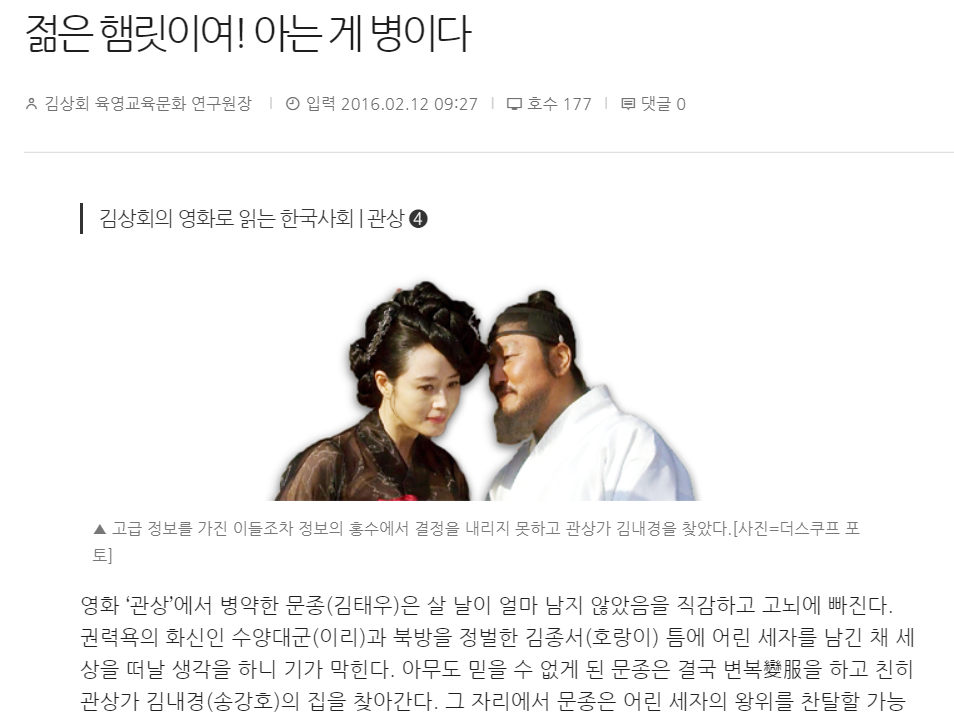 젊은 햄릿이여! 아는 게 병이다
김상회 육영교육문화 연구원장 | 입력 2016.02.12 09:27 | 호수 177 | 댓글 0
김상회의 영화로 읽는 한국사회 | 관상 ❹
▲ 고급 정보를 가진 이들조차 정보의 홍수에서 결정을 내리지 못하고 관상가 김내경을 찾았다.[사진=더스쿠프 포
토]
영화 ‘관상’에서 병약한 문종(김태우)은 살 날이 얼마 남지 않았음을 직감하고 고뇌에 빠진다.
권력욕의 화신인 수양대군(이리)과 북방을 정벌한 김종서(호랑이) 틈에 어린 세자를 남긴 채 세
상을 떠날 생각을 하니 기가 막힌다. 아무도 믿을 수 없게 된 문종은 결국 변복變服을 하고 친히
관상가 김내경(송강호)의 집을 찾아간다. 그 자리에서 문종은 어린 세자의 왕위를 찬탈할 가능